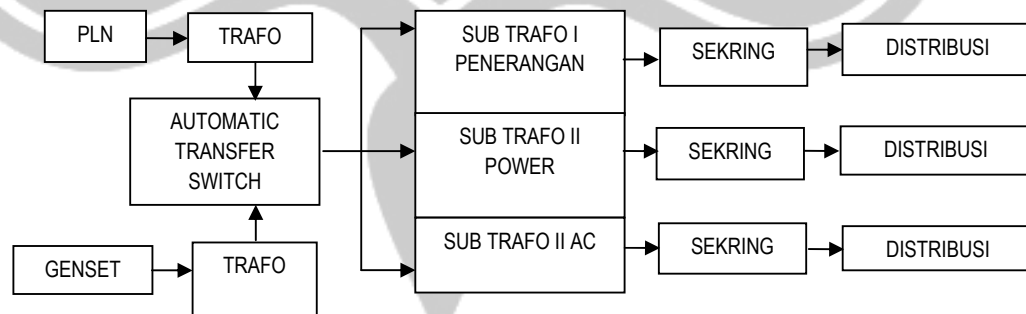 PLN
TRAFO
AUTOMATIC
TRANSFER
SWITCH
GENSET
TRAFO
SUB TRAFO I
PENERANGAN
SEKRING
DISTRIBUSI
SUB TRAFO II
POWER
SEKRING
DISTRIBUSI
SUB TRAFO II AC
SEKRING
DISTRIBUSI